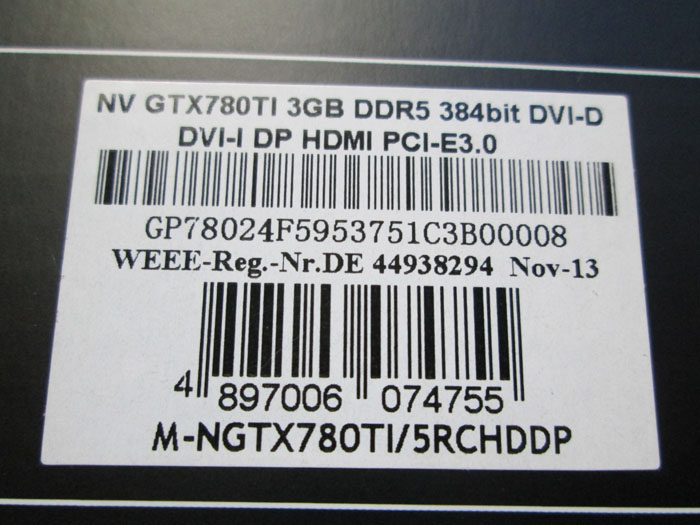 NV GTX780TI 3GB DDR5 384bit DVI-D
DVI-I DP HDMI PCI-E3.0
GP78024F5953751C3B00008
WEEE-Reg.-Nr.DE 44938294 Nov-13
4 897006 074755
M-NGTX780TI/5RCHDDP